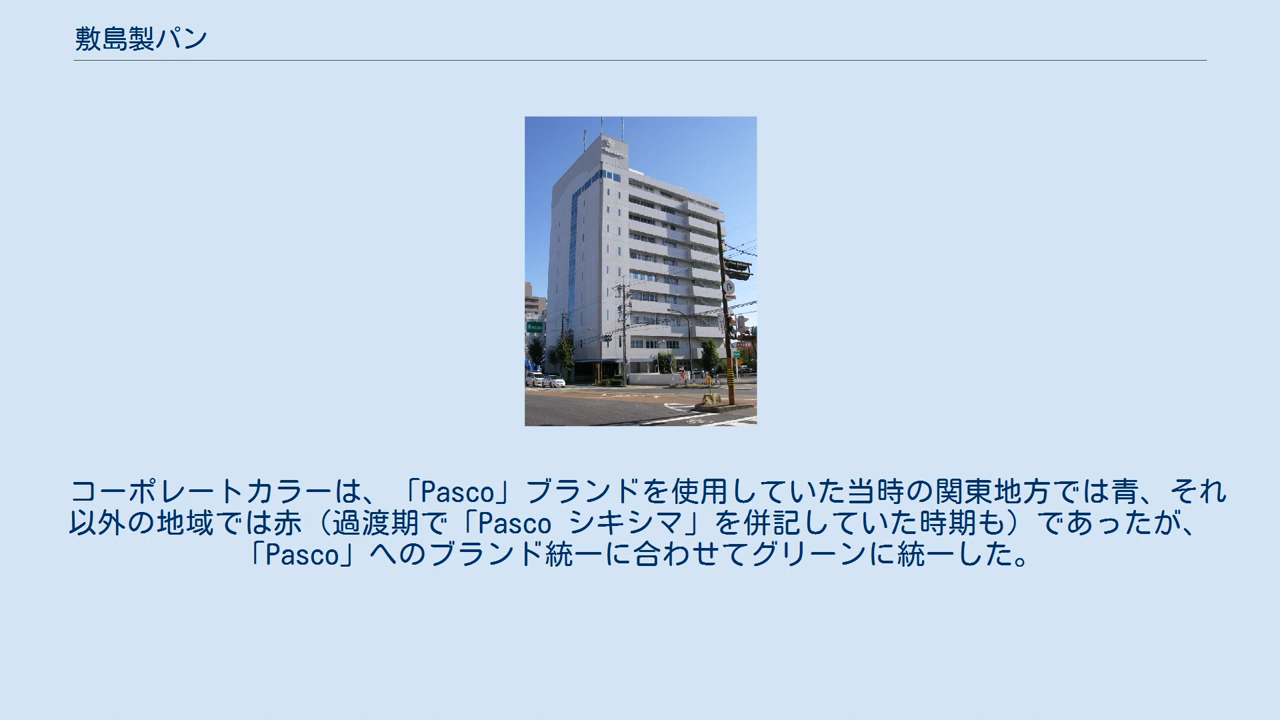 敷島製パン
コーポレートカラーは、「Pasco」ブランドを使用していた当時の関東地方では青、それ
以外の地域では赤（過渡期で「Pasco シキシマ」を併記していた時期も）であったが、
「Pasco」へのブランド統一に合わせてグリーンに統一した。